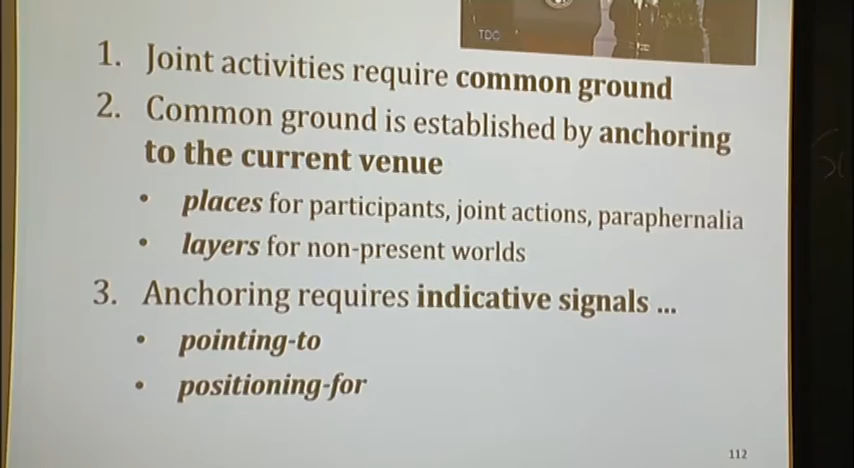 TDC
1. Joint activities require common ground
2. Common ground is established by anchoring
to the current venue
• places for participants, joint actions, paraphernalia
• layers for non-present worlds
3. Anchoring requires indicative signals ...
• pointing-to
• positioning-for
112